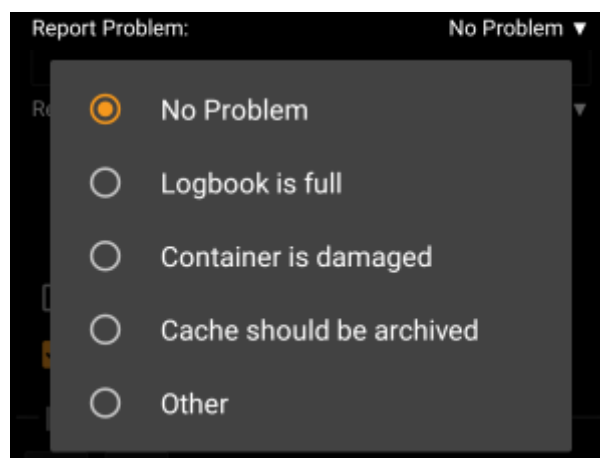 Report Problem: No Problem ▼
No Problem
Logbook is full
Container is damaged
Cache should be archived
Other